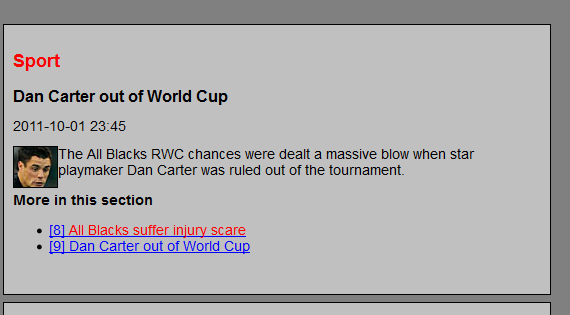 Sport
Dan Carter out of World Cup
2011-10-01 23:45
The All Blacks RWC chances were dealt a massive blow when star
playmaker Dan Carter was ruled out of the tournament.
More in this section
[8] All Blacks suffer injury scare
[9] Dan Carter out of World Cup